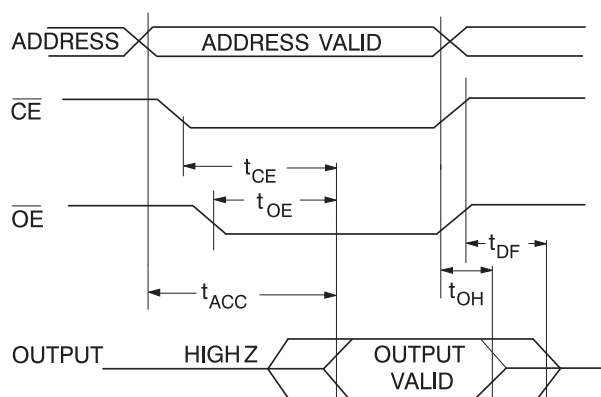 ADDRESS ADDRESS VALID
CE
tCE
tOE
OE
tDF
tOH
tACC
OUTPUT HIGH Z OUTPUT
VALID